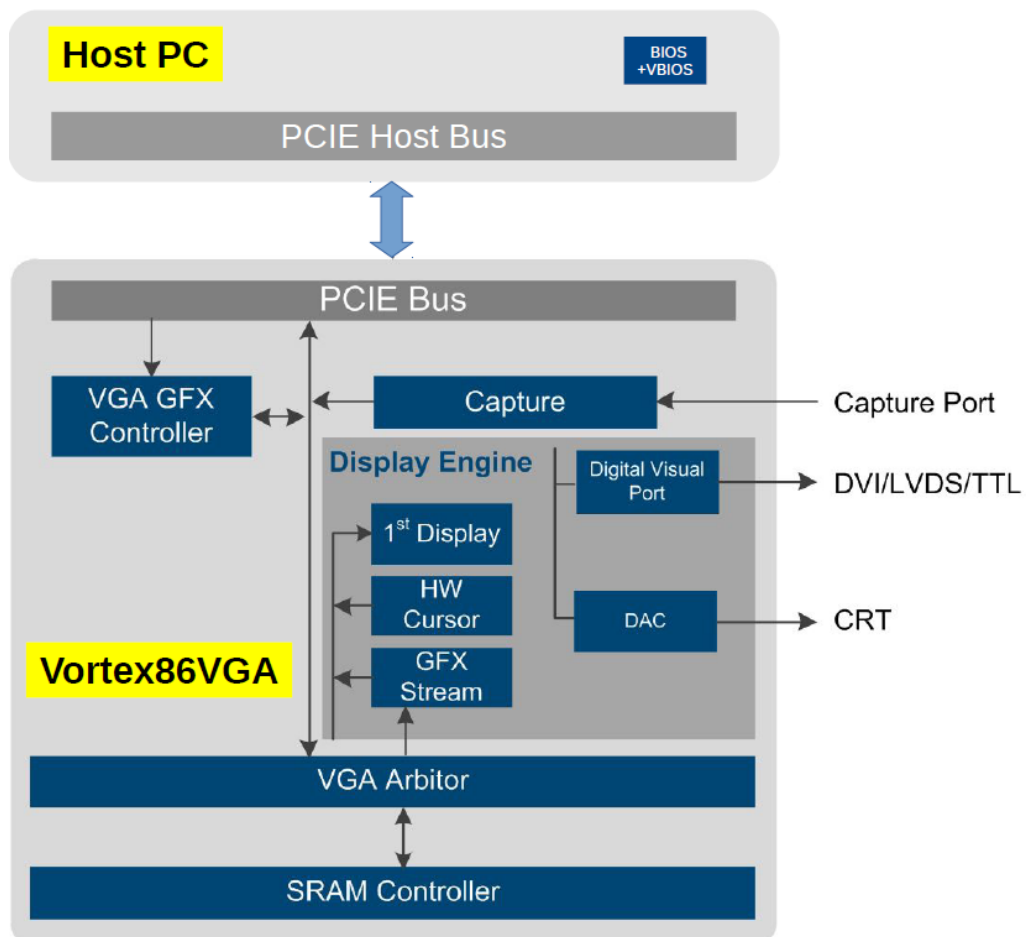 Host PC
BIOS
+VBIOS
PCIE Host Bus
PCIE Bus
VGA GFX
Controller
Capture
Capture Port
Display Engine
Digital Visual
Port
DVI/LVDS/TTL
1st Display
HW
Cursor
DAC
CRT
GFX
Stream
Vortex86VGA
VGA Arbitor
SRAM Controller